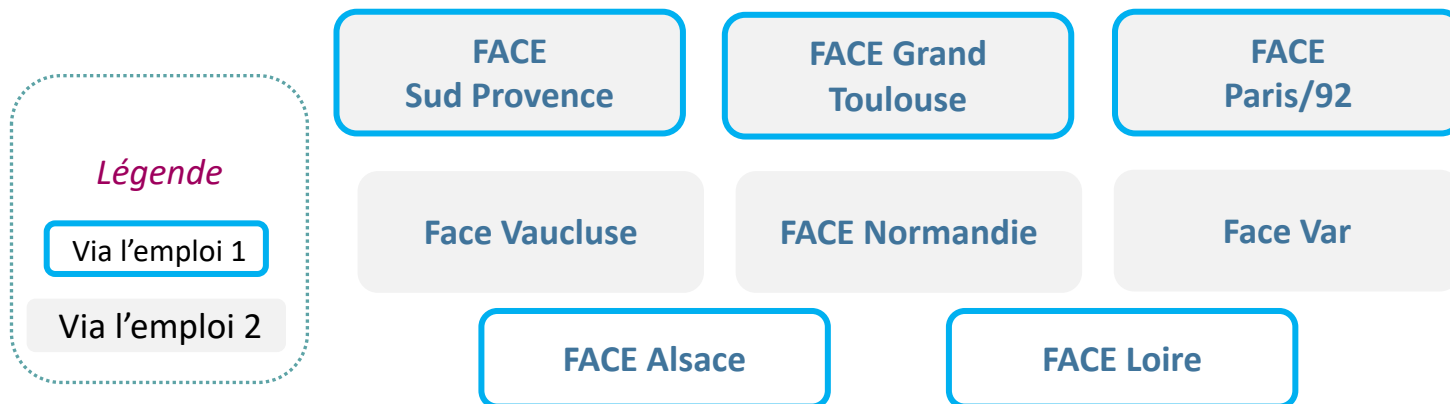 Légende
Via l’emploi 1
Via l’emploi 2
FACE
Sud Provence
FACE Grand
Toulouse
FACE
Paris/92
Face Vaucluse
FACE Normandie
Face Var
FACE Alsace
FACE Loire